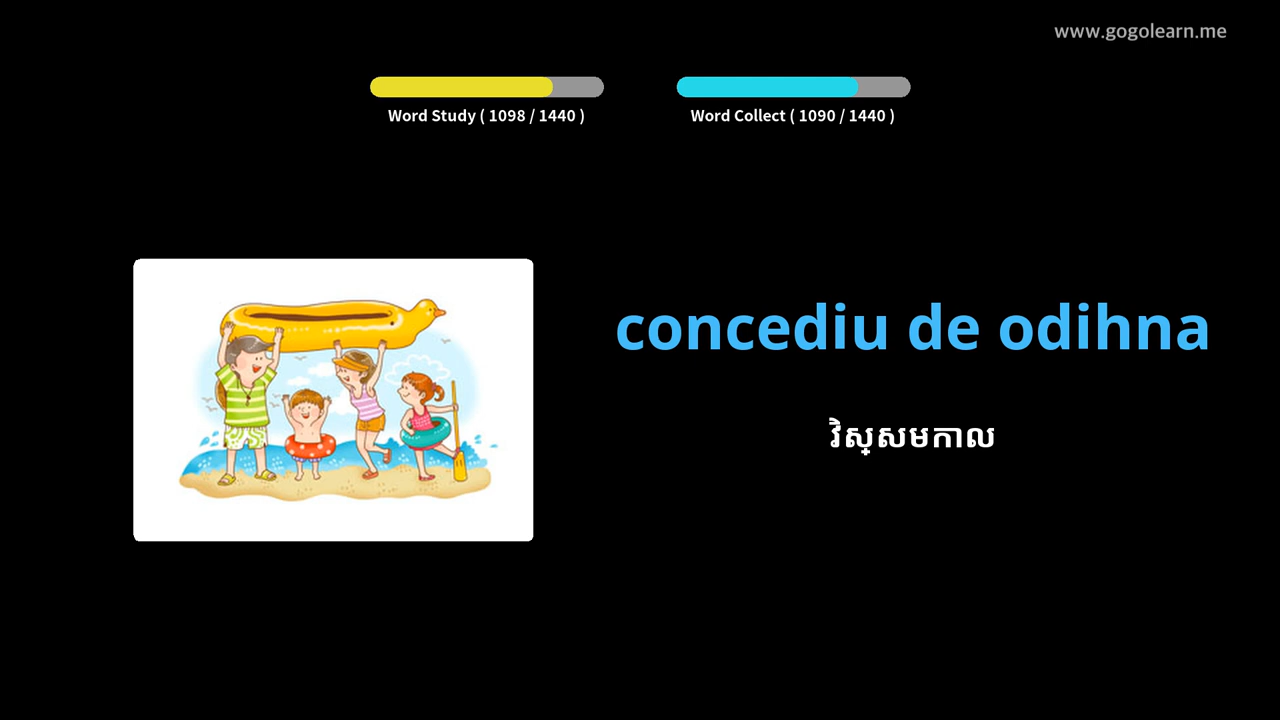 www.gogolearn.me
Word Study ( 1098 / 1440 )
Word Collect ( 1090 / 1440 )
concediu de odihna
វិស្សមកាល